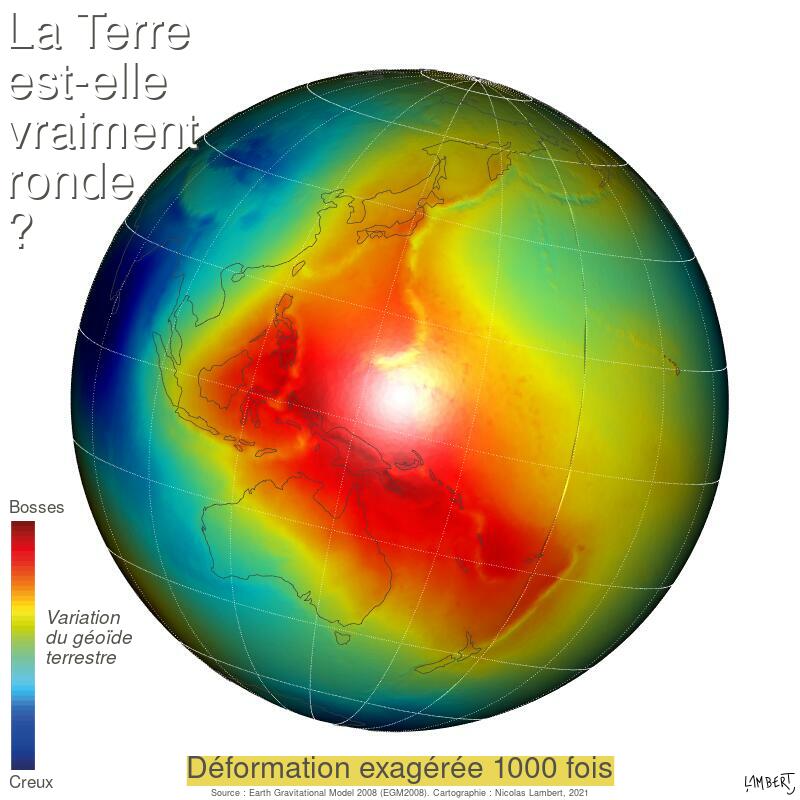 La Terre
est-elle
vraiment
ronde
?
Bosses
Variation
du géoïde
terrestre
Creux
Déformation exagérée 1000 fois
Source : Earth Gravitational Model 2008 (EGM2008). Cartographie : Nicolas Lambert, 2021
LAMBERT